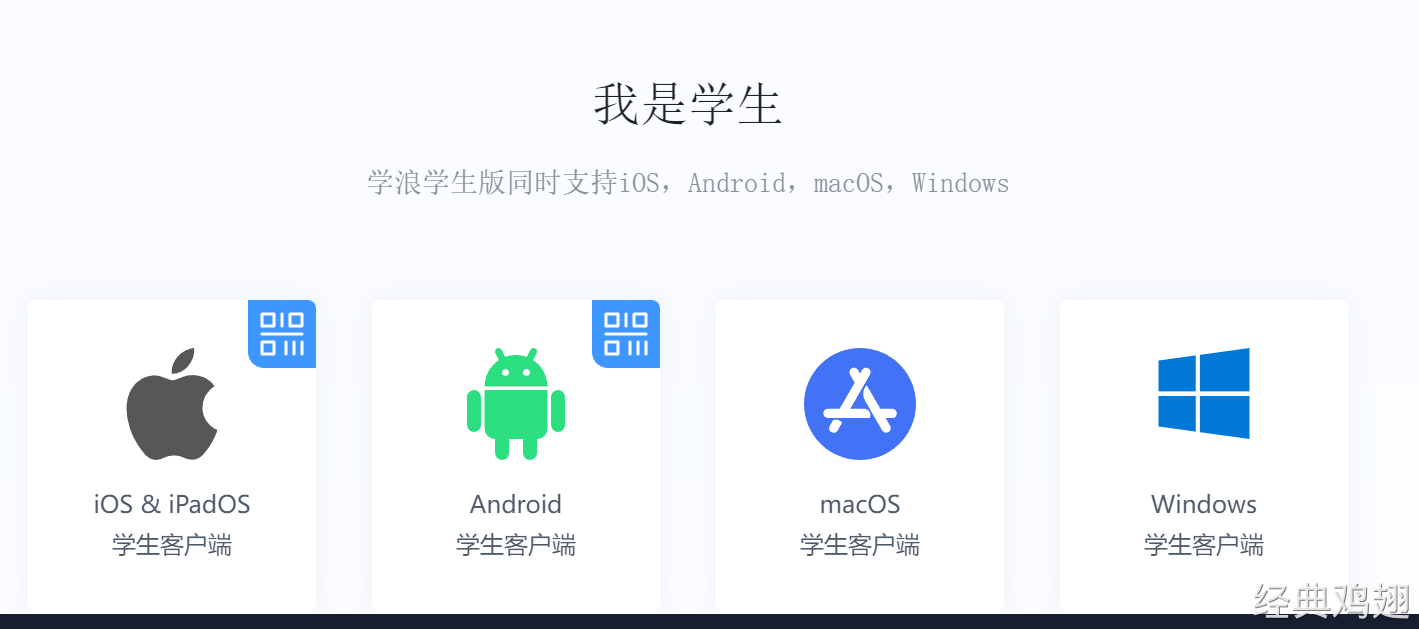 我是学生
学浪学生版同时支持iOS，Android，macOS，Windows
iOS & iPadOS
学生客户端
Android
学生客户端
macOS
学生客户端
Windows
学生客户端
经典鸡翅